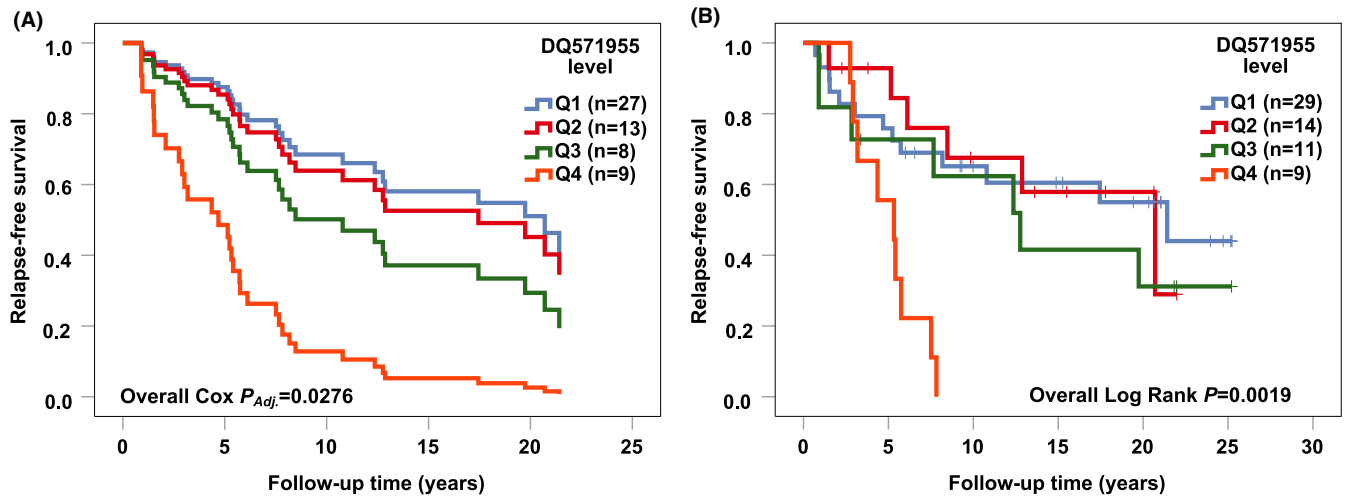 (A)
DQ571955
level
Q1 (n=27)
Q2 (n=13)
Q3 (n=8)
Q4 (n=9)
Relapse-free survival
1.0
0.8
0.6
0.4
0.2
0.0
Overall Cox P Adj.=0.0276
0 5 10 15 20 25
Follow-up time (years)
(B)
DQ571955
level
Q1 (n=29)
Q2 (n=14)
Q3 (n=11)
Q4 (n=9)
Relapse-free survival
1.0
0.8
0.6
0.4
0.2
0.0
Overall Log Rank P=0.0019
0 5 10 15 20 25 30
Follow-up time (years)